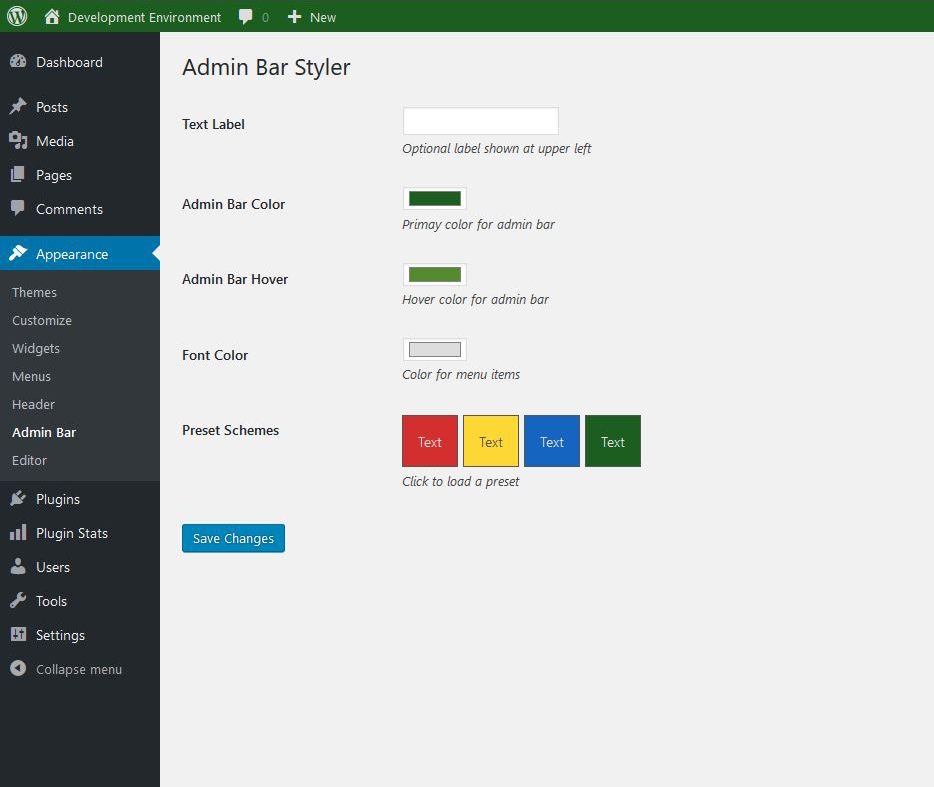 Development Environment 0 New
Dashboard
Posts
Media
Pages
Comments
Appearance
Themes
Customize
Widgets
Menus
Header
Admin Bar
Editor
Plugins
Plugin Stats
Users
Tools
Settings
Collapse menu
Admin Bar Styler
Text Label
Optional label shown at upper left
Admin Bar Color
Primay color for admin bar
Admin Bar Hover
Hover color for admin bar
Font Color
Color for menu items
Preset Schemes
Text Text Text Text
Click to load a preset
Save Changes